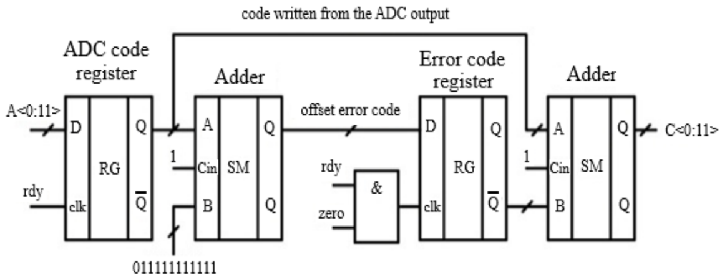 code written from the ADC output
ADC code
register
Adder
Error code
register
Adder
A<0:11>
D
Q
A
Q
offset error code
D
Q
A
Q
C<0:11>
RG
1
Cin
SM
rdy
&
RG
1
Cin
SM
rdy
clk
Q
B
Q
zero
clk
Q
B
Q
011111111111